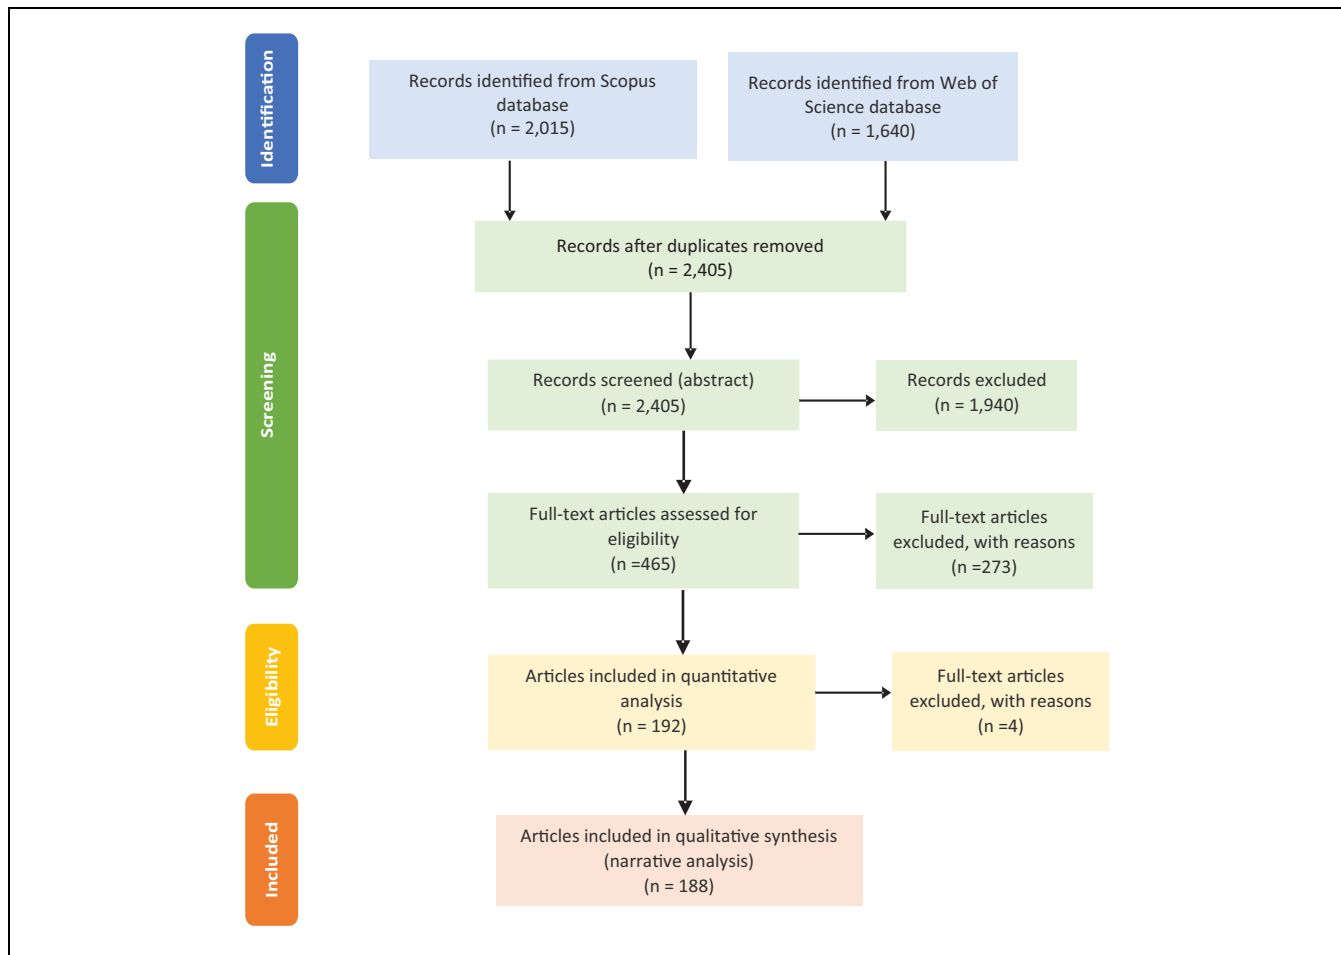 Identification
Records identified from Scopus
database
(n = 2,015)
Records identified from Web of
Science database
(n = 1,640)
Screening
Records after duplicates removed
(n = 2,405)
Records screened (abstract)
(n = 2,405)
Records excluded
(n = 1,940)
Full-text articles assessed for
eligibility
(n =465)
Full-text articles
excluded, with reasons
(n =273)
Eligibility
Articles included in quantitative
analysis
(n = 192)
Full-text articles
excluded, with reasons
(n =4)
Included
Articles included in qualitative synthesis
(narrative analysis)
(n = 188)